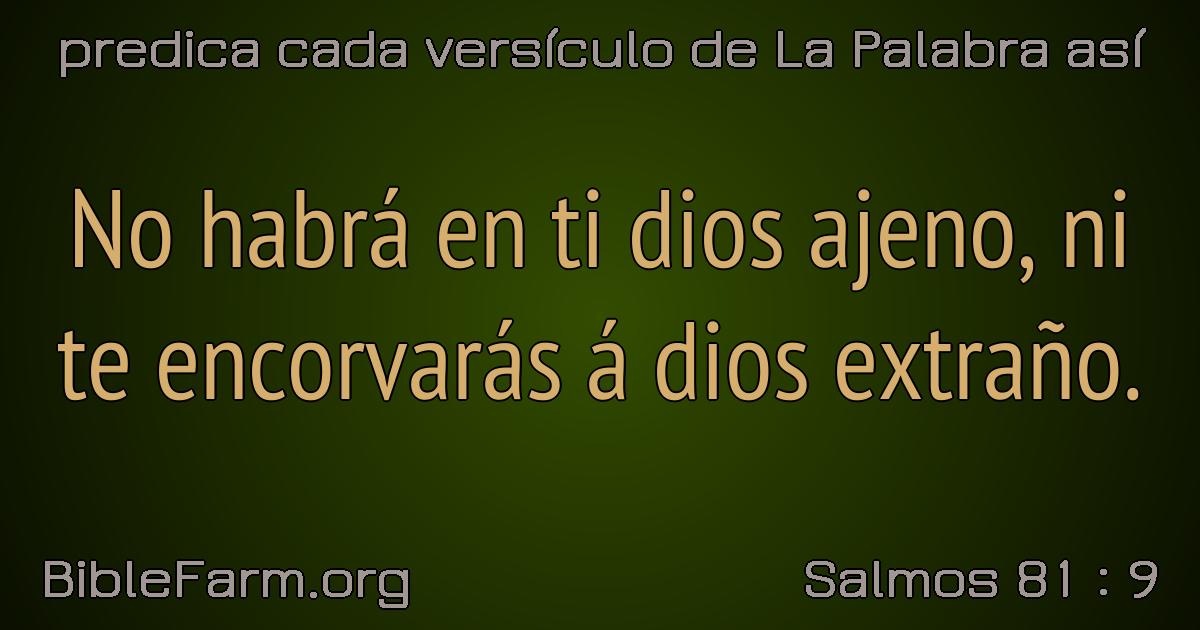 predica cada versículo de La Palabra así
No habrá en ti dios ajeno, ni
te encorvarás á dios extraño.
BibleFarm.org
Salmos 81 : 9